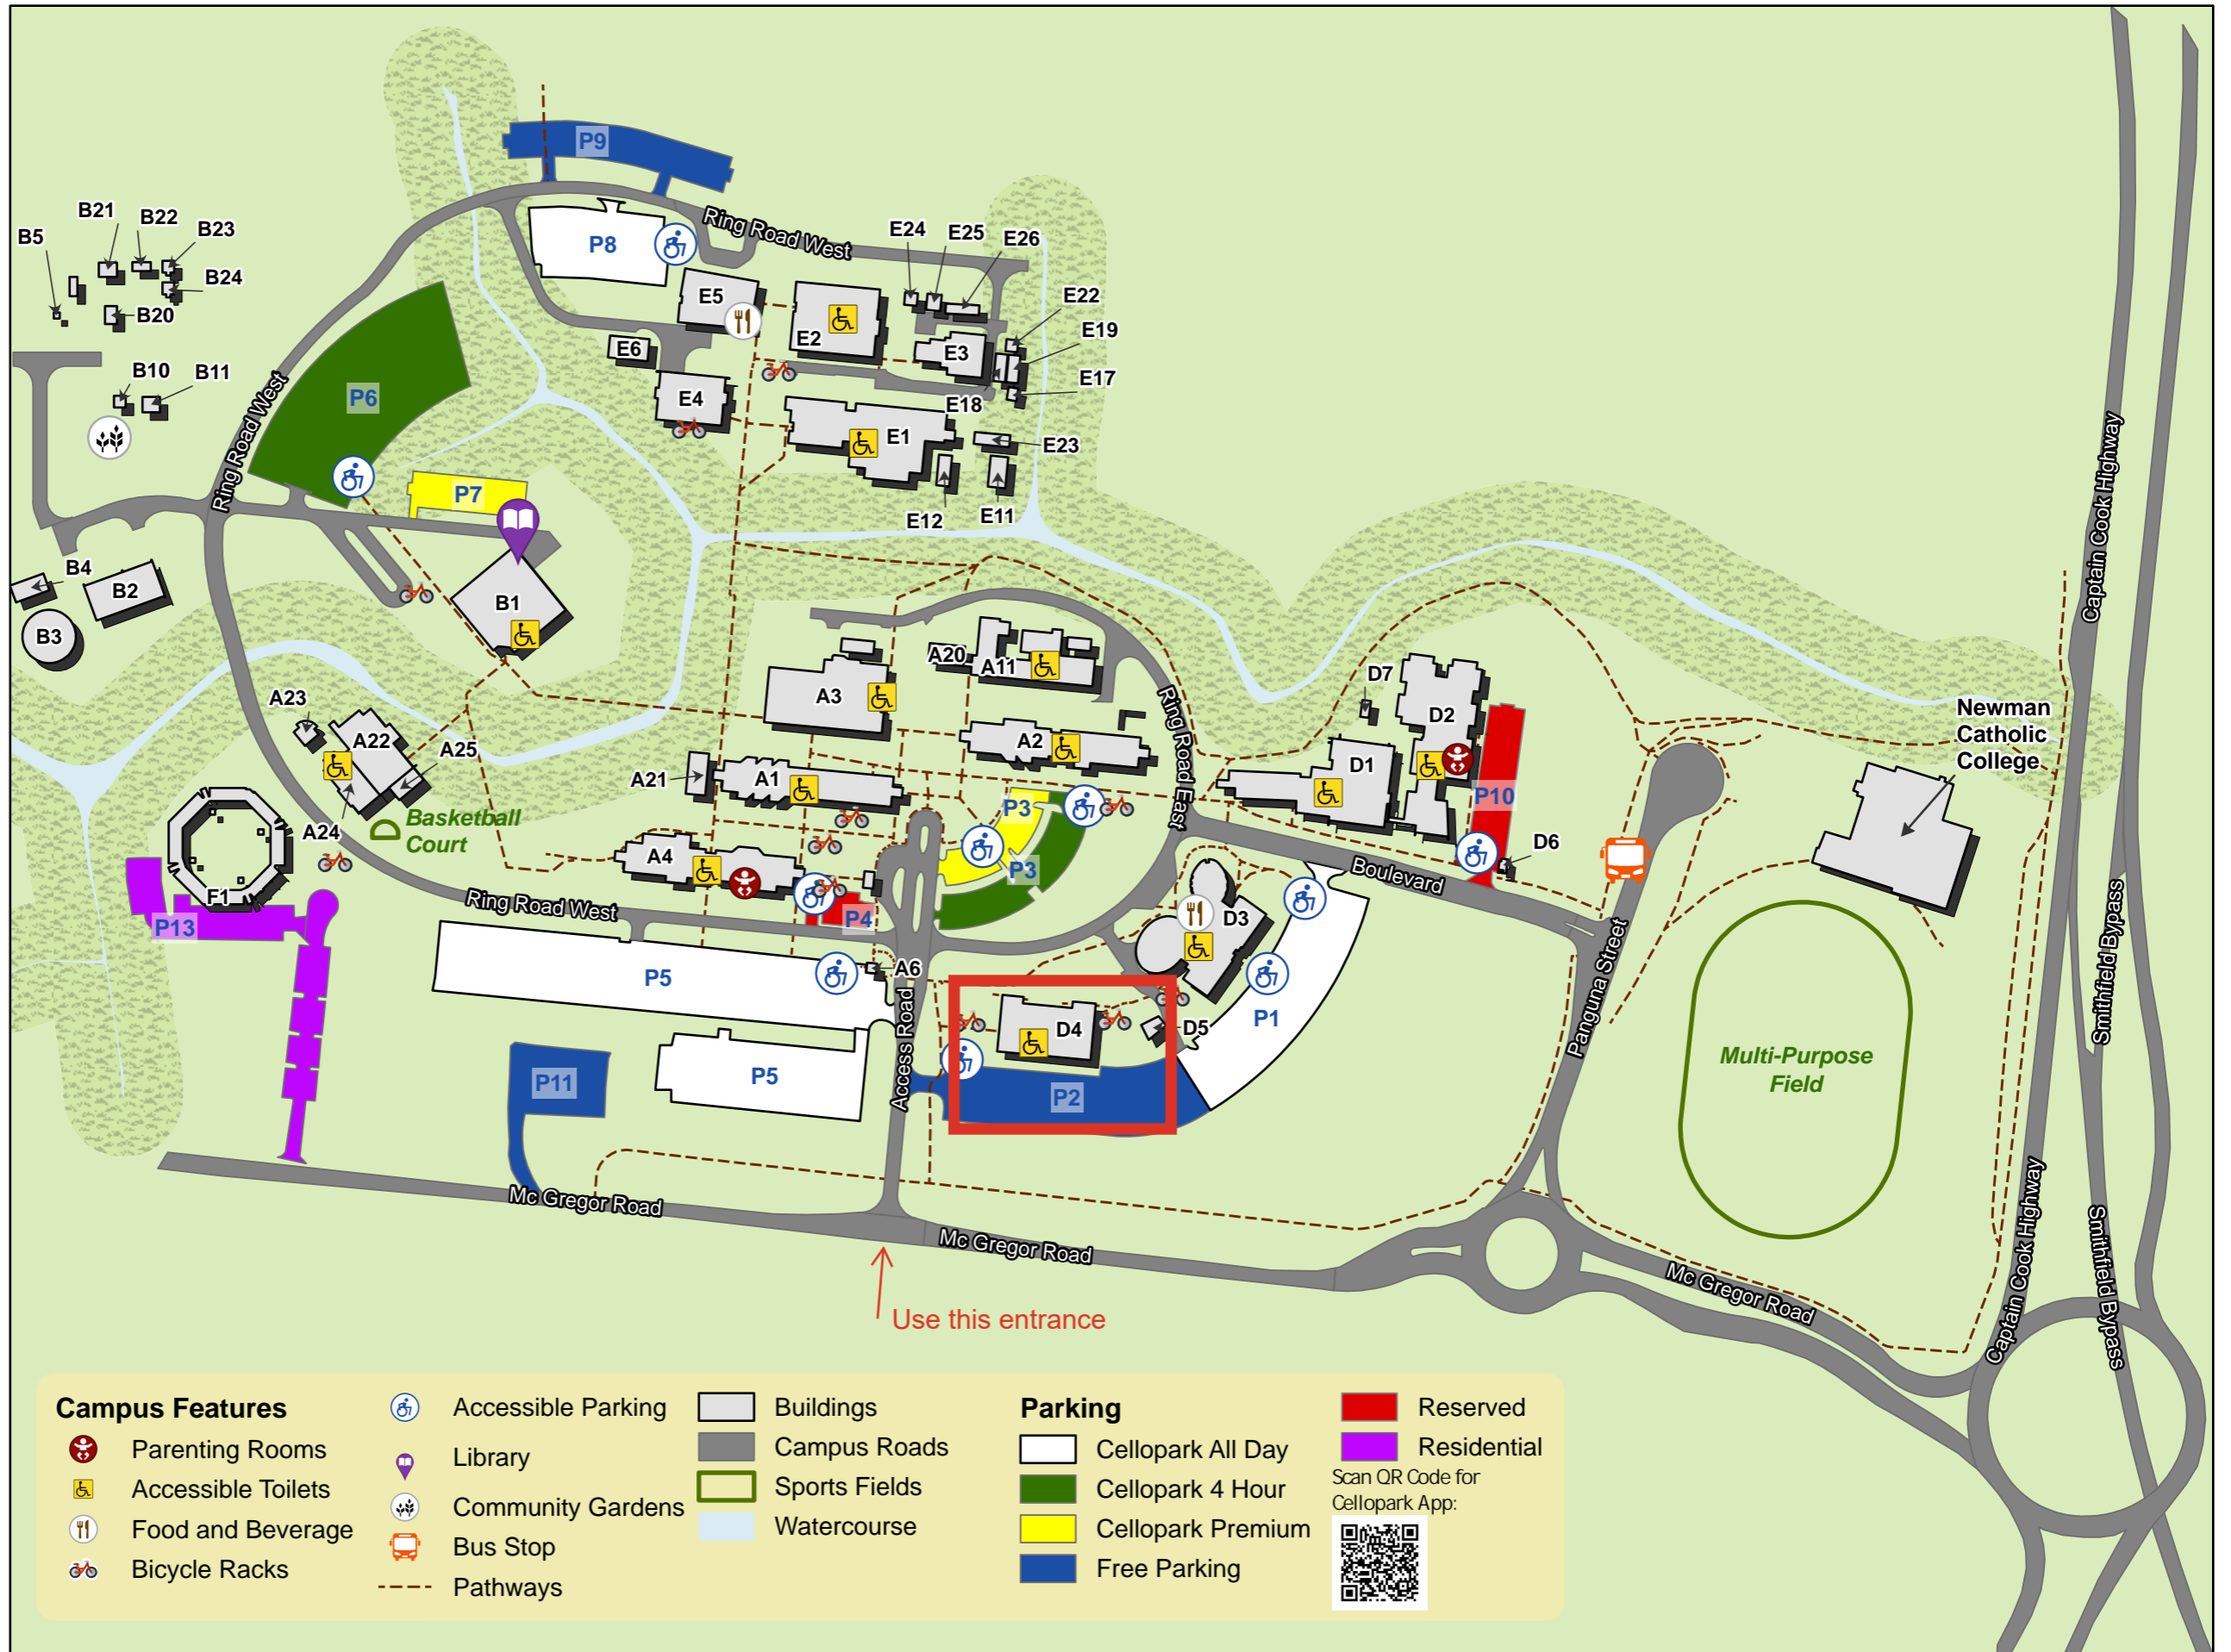 P9
Ring Road West
P8
E24
E25
E26
B21
B22
B23
B5
B24
B20
E5
E2
E22
E19
E6
E3
E17
B10
B11
P6
E4
E18
E1
E23
Ring Road West
P7
E12
E11
Captain Cook Highway
B4
B2
B1
B3
A20
A11
A3
A23
A22
A25
A21
A1
A2
Ring Road East
D7
D2
D1
P10
Newman
Catholic
College
A24
Basketball
Court
P3
P3
A4
D6
Boulevard
F1
P13
Ring Road West
P4
D3
P5
A6
Access Road
D4
D5
P1
Panguna Street
Smithfield Bypass
P11
P5
P2
Multi-Purpose
Field
Mc Gregor Road
Mc Gregor Road
Mc Gregor Road
Captain Cook Highway
Smithfield Bypass
Use this entrance
Campus Features
Parenting Rooms
Accessible Toilets
Food and Beverage
Bicycle Racks
Accessible Parking
Library
Community Gardens
Bus Stop
Pathways
Buildings
Campus Roads
Sports Fields
Watercourse
Parking
Cellopark All Day
Cellopark 4 Hour
Cellopark Premium
Free Parking
Reserved
Residential
Scan QR Code for
Cellopark App: